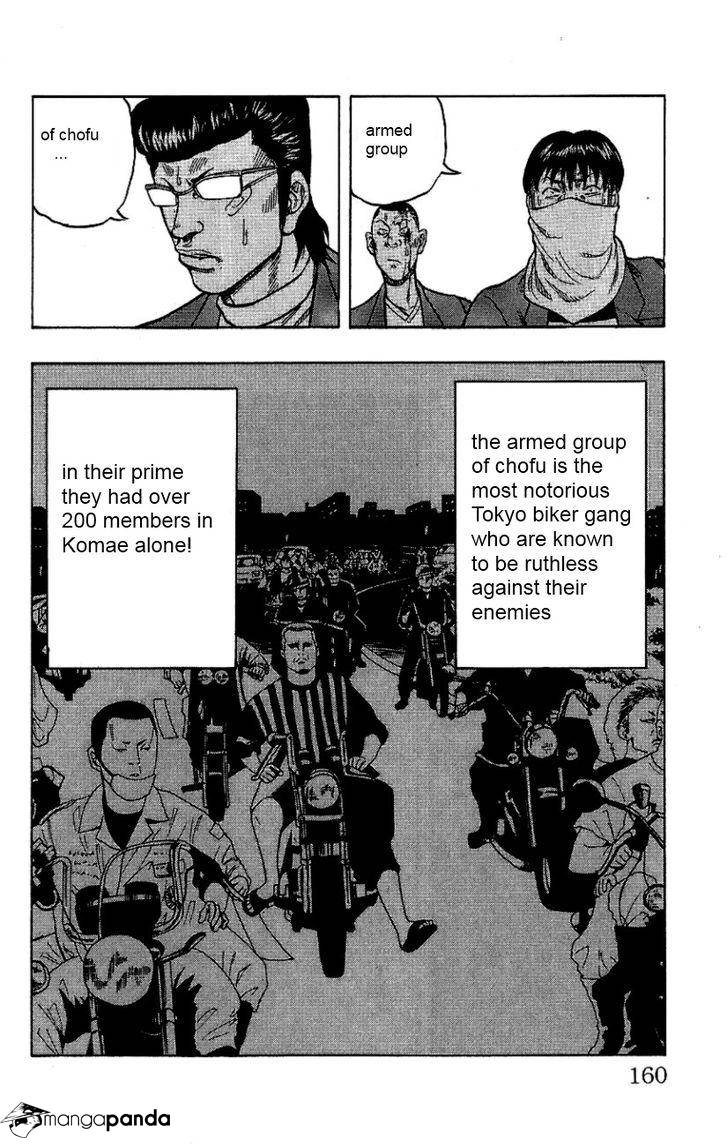 armed
group
of chofu
...
the armed group
of chofu is the
most notorious
Tokyo biker gang
who are known
to be ruthless
against their
enemies
in their prime
they had over
200 members in
Komae alone!
160
mangapanda